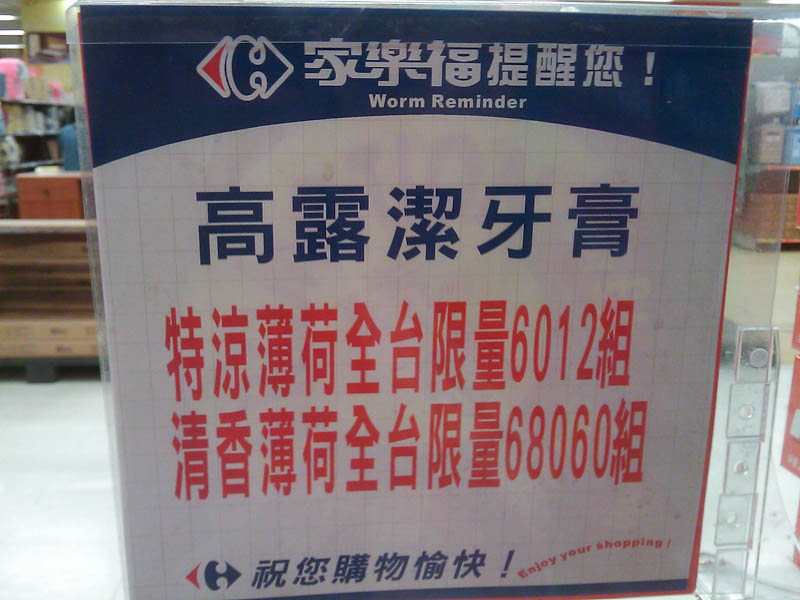 家樂福提醒您！
Worm Reminder
高露潔牙膏
特涼薄荷全台限量6012組
清香薄荷全台限量68060組
祝您購物愉快！ Enjoy your shopping!